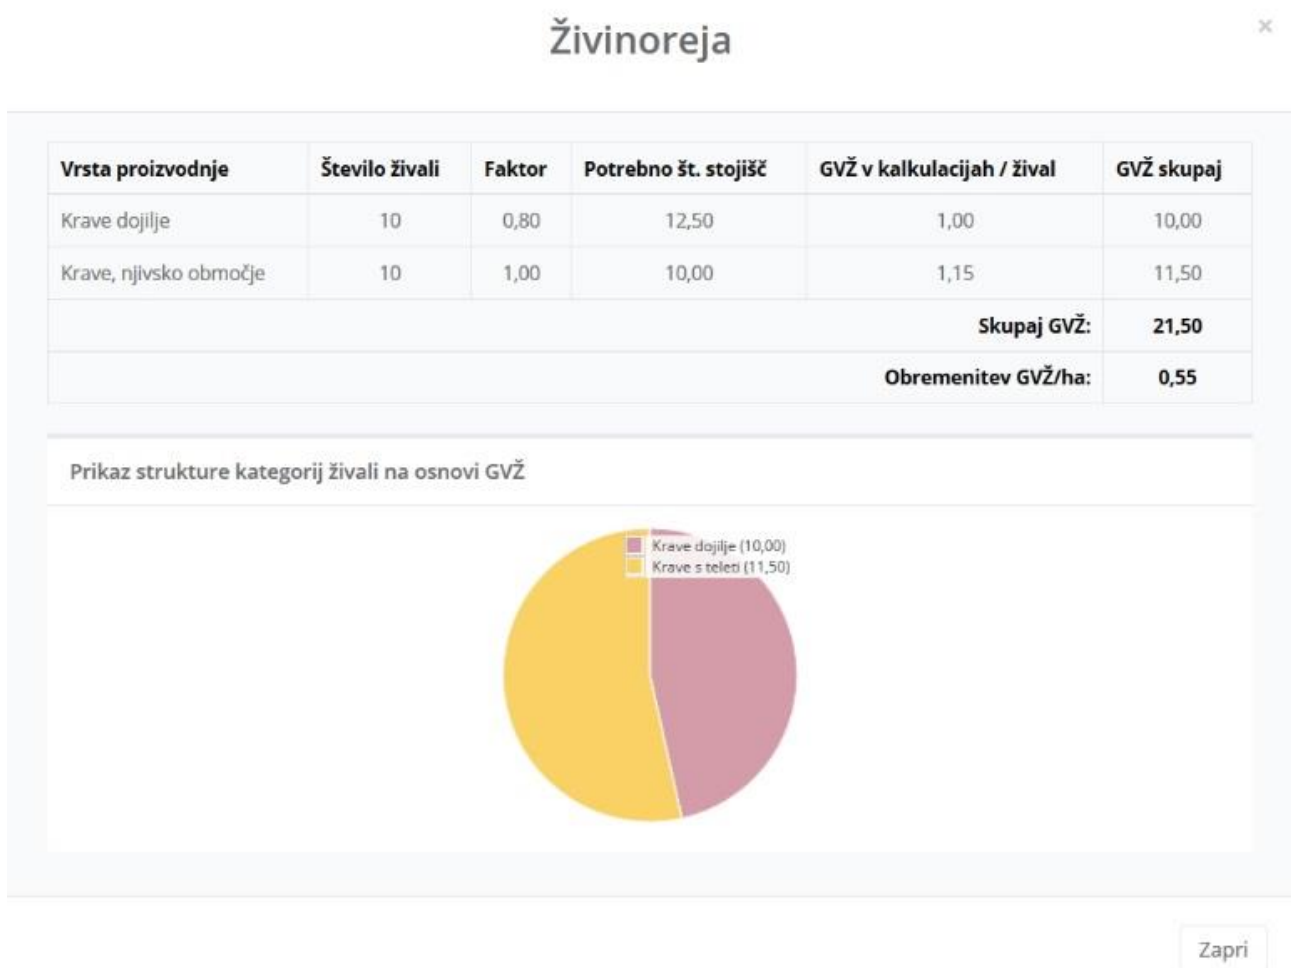 Živinoreja
×
Vrsta proizvodnje Število živali Faktor Potrebno št. stojišč GVŽ v kalkulacijah / žival GVŽ skupaj
Krave dojilje 10 0,80 12,50 1,00 10,00
Krave, njivsko območje 10 1,00 10,00 1,15 11,50
Skupaj GVŽ: 21,50
Obremenitev GVŽ/ha: 0,55
Prikaz strukture kategorij živali na osnovi GVŽ
Krave dojilje (10,00)
Krave s teleti (11,50)
Zapri